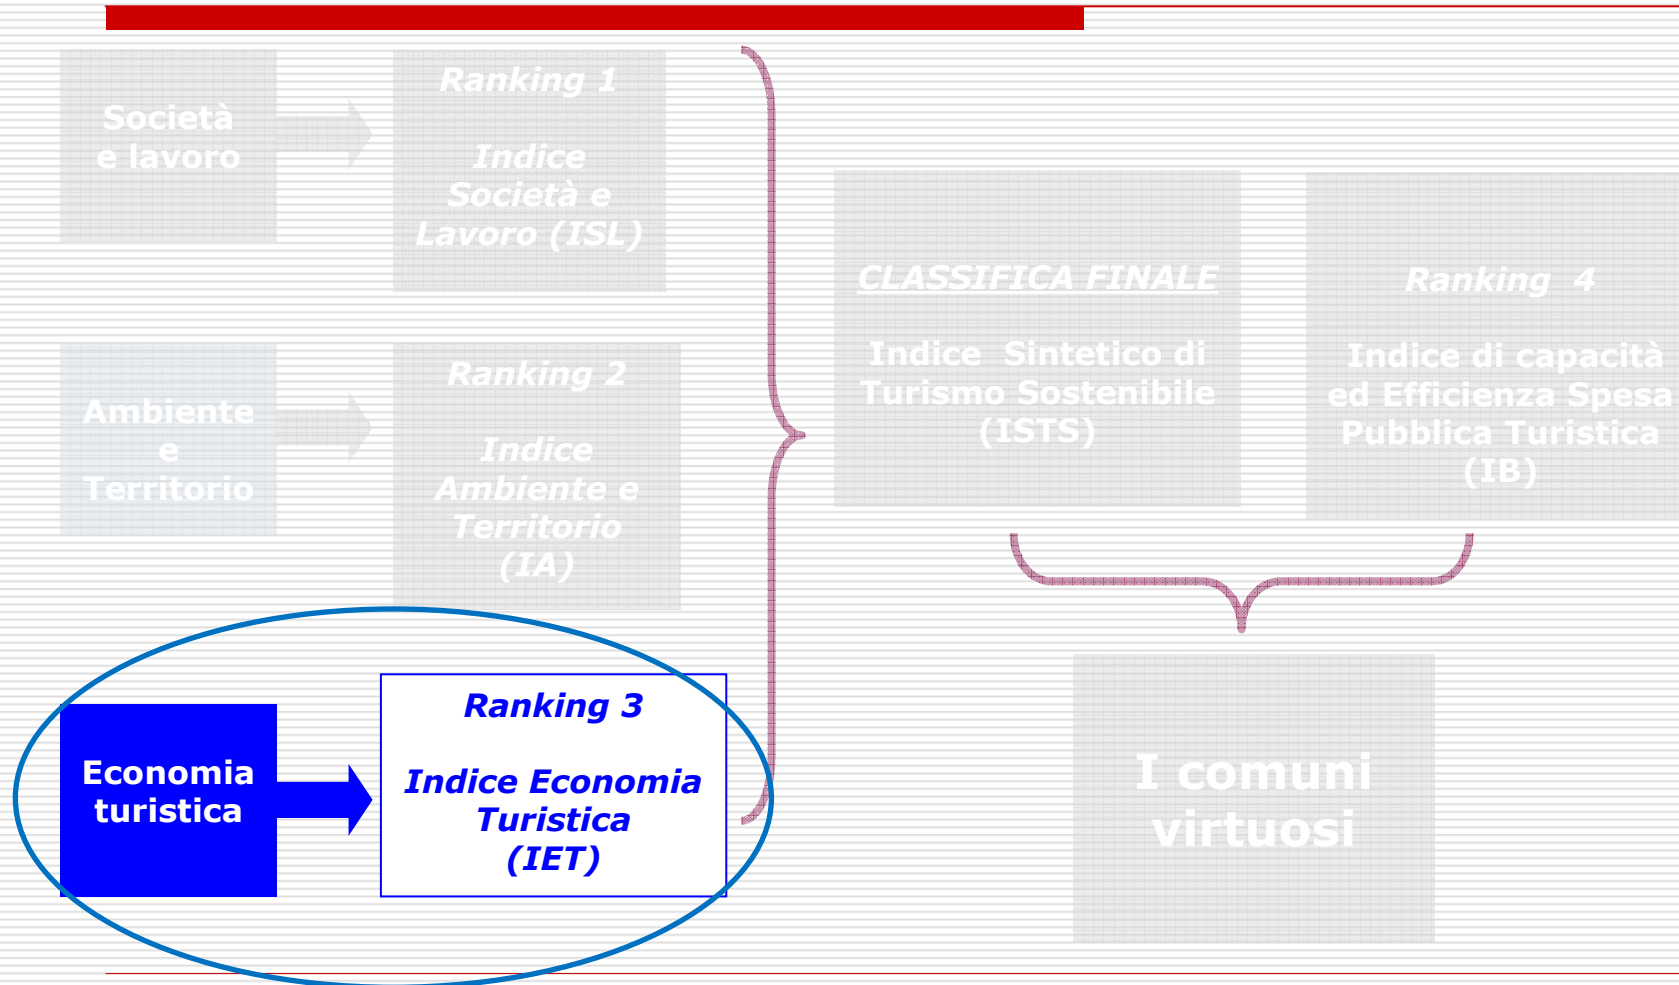 Società
e lavoro
Ranking 1
Indice
Società e
Lavoro (ISL)
Ambiente
e
Territorio
Ranking 2
Indice
Ambiente e
Territorio
(IA)
Economia
turistica
Ranking 3
Indice Economia
Turistica
(IET)
CLASSIFICA FINALE
Indice Sintetico di
Turismo Sostenibile
(ISTS)
Ranking 4
Indice di capacità
ed Efficienza Spesa
Pubblica Turistica
(IB)
I comuni
virtuosi